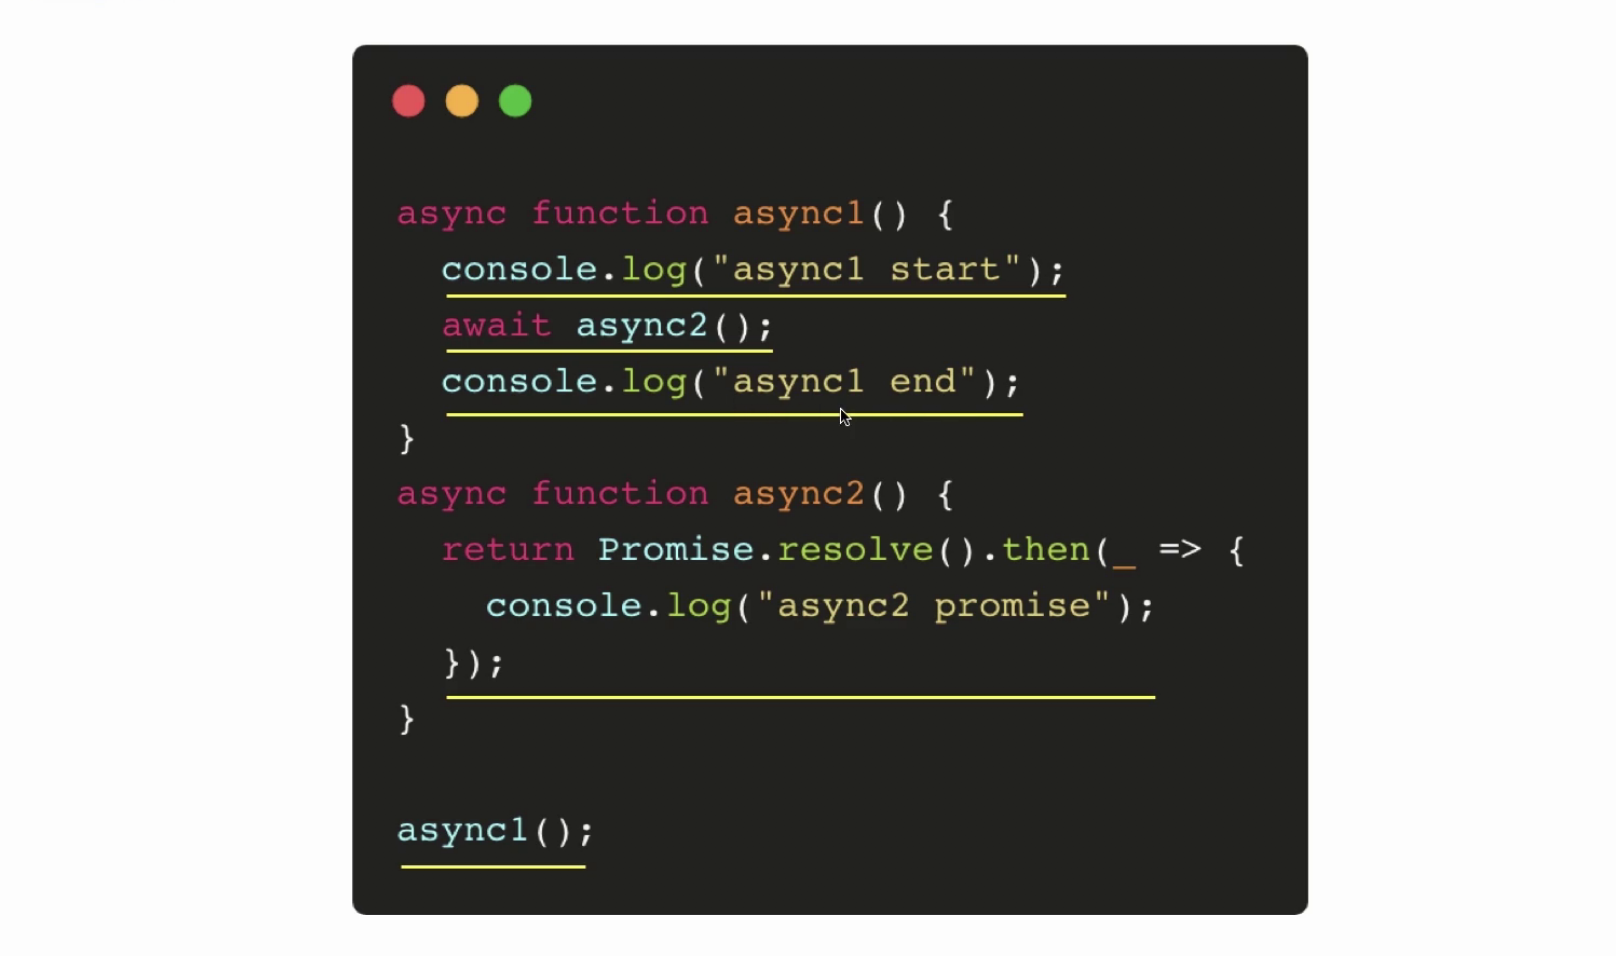 async function async1() {
  console.log("async1 start");
  await async2();
  console.log("async1 end");
}
async function async2() {
  return Promise.resolve().then(_ => {
    console.log("async2 promise");
  });
}
async1();